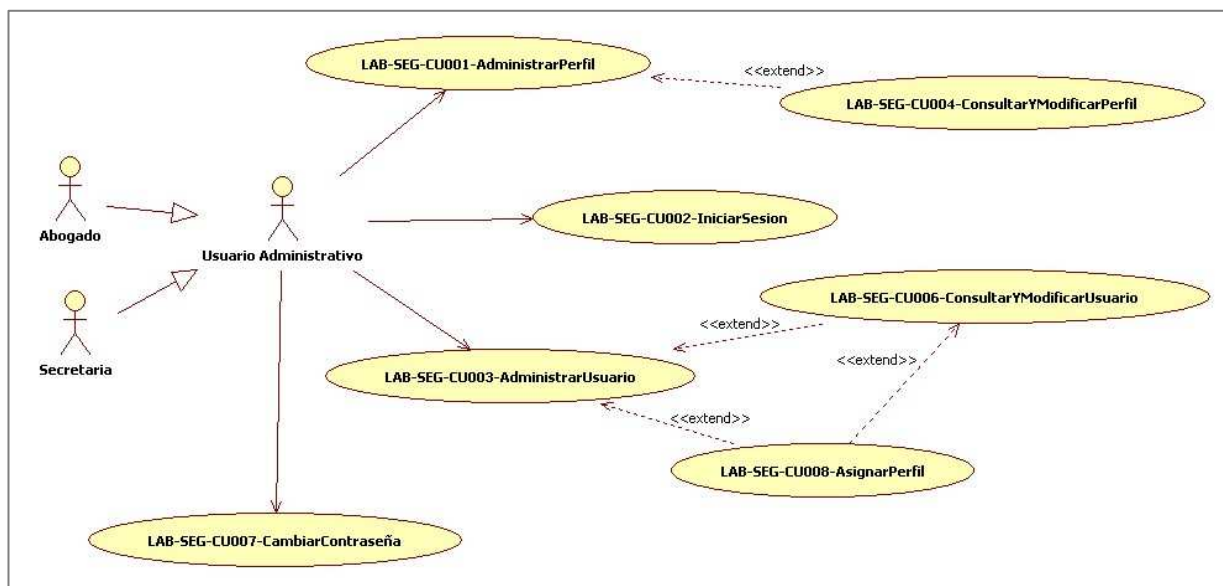 LAB-SEG-CU001-AdministrarPerfil
<<extend>>
LAB-SEG-CU004-ConsultarYModificarPerfil
Abogado
LAB-SEG-CU002-IniciarSesion
Usuario Administrativo
LAB-SEG-CU006-ConsultarYModificarUsuario
<<extend>>
<<extend>>
Secretaria
LAB-SEG-CU003-AdministrarUsuario
<<extend>>
LAB-SEG-CU008-AsignarPerfil
LAB-SEG-CU007-CambiarContraseña